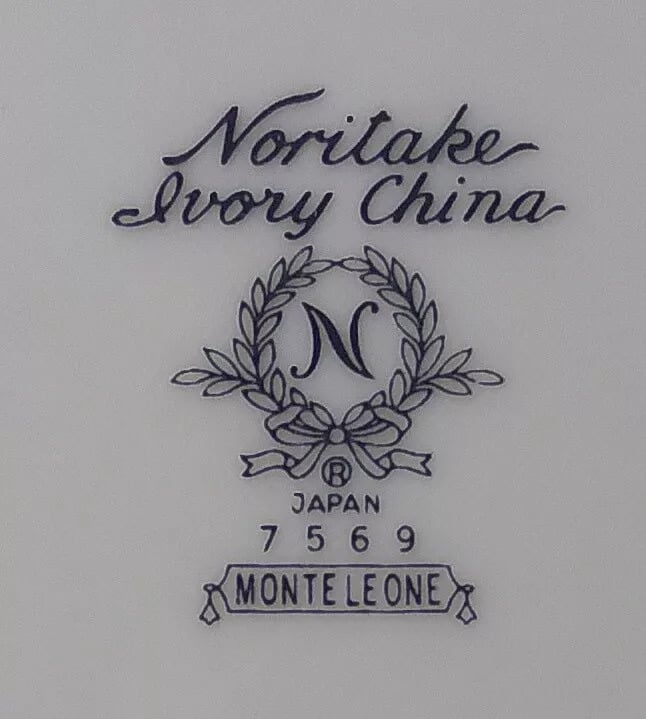 Noritake
Ivory China
N
®
JAPAN
7569
MONTELEONE